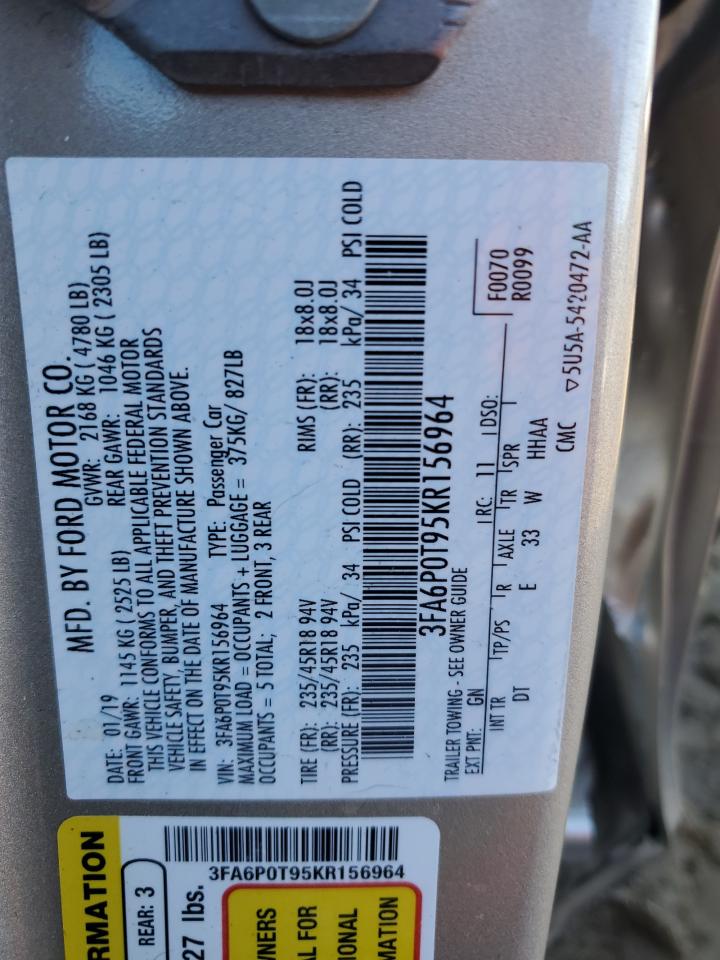 MFD. BY FORD MOTOR CO.
DATE: 01/19 GVWR: 2168 KG ( 4780 LB)
FRONT GAWR: 1145 KG ( 2525 LB) REAR GAWR: 1046 KG ( 2305 LB)
THIS VEHICLE CONFORMS TO ALL APPLICABLE FEDERAL MOTOR
VEHICLE SAFETY, BUMPER, AND THEFT PREVENTION STANDARDS
IN EFFECT ON THE DATE OF MANUFACTURE SHOWN ABOVE.
VIN: 3FA6P0T95KR156964 TYPE: Passenger Car
MAXIMUM LOAD = OCCUPANTS + LUGGAGE = 375KG/ 827LB
OCCUPANTS = 5 TOTAL; 2 FRONT, 3 REAR
TIRE (FR): 235/45R18 94V RIMS (FR): 18x8.0J
(RR): 235/45R18 94V (RR): 18x8.0J
PRESSURE (FR): 235 kPa/ 34 PSI COLD (RR): 235 kPa/ 34 PSI COLD
3FA6P0T95KR156964
TRAILER TOWING - SEE OWNER GUIDE
EXT PNT: GN RC: 11 DSO: F0070
R0099
INT TR TP/PS R AXLE TR SPR
DT E 33 W HHAA
CMC ▽5U5A-5420472-AA
RMATION
REAR: 3
3FA6P0T95KR156964
27 lbs.
NERS
AL FOR
IONAL
MATION